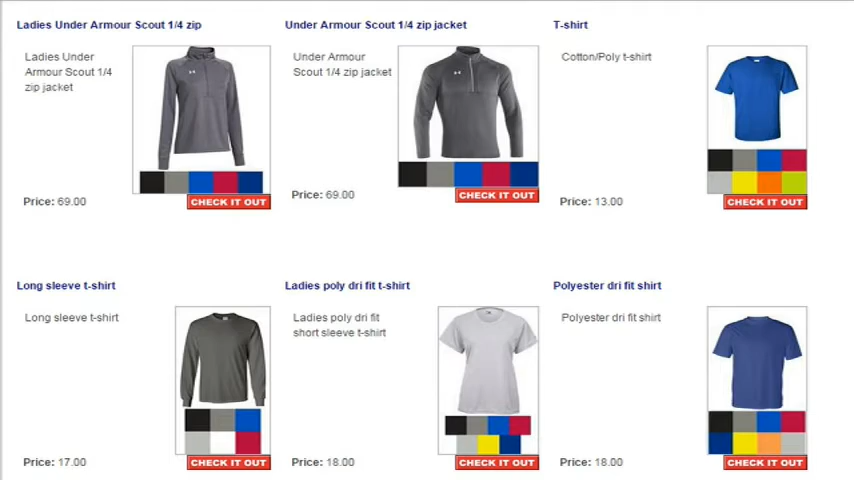 Ladies Under Armour Scout 1/4 zip
Ladies Under
Armour Scout 1/4
zip jacket
Price: 69.00
CHECK IT OUT
Under Armour Scout 1/4 zip jacket
Under Armour
Scout 1/4 zip jacket
Price: 69.00
CHECK IT OUT
T-shirt
Cotton/Poly t-shirt
Price: 13.00
CHECK IT OUT
Long sleeve t-shirt
Long sleeve t-shirt
Price: 17.00
CHECK IT OUT
Ladies poly dri fit t-shirt
Ladies poly dri fit
short sleeve t-shirt
Price: 18.00
CHECK IT OUT
Polyester dri fit shirt
Polyester dri fit shirt
Price: 18.00
CHECK IT OUT